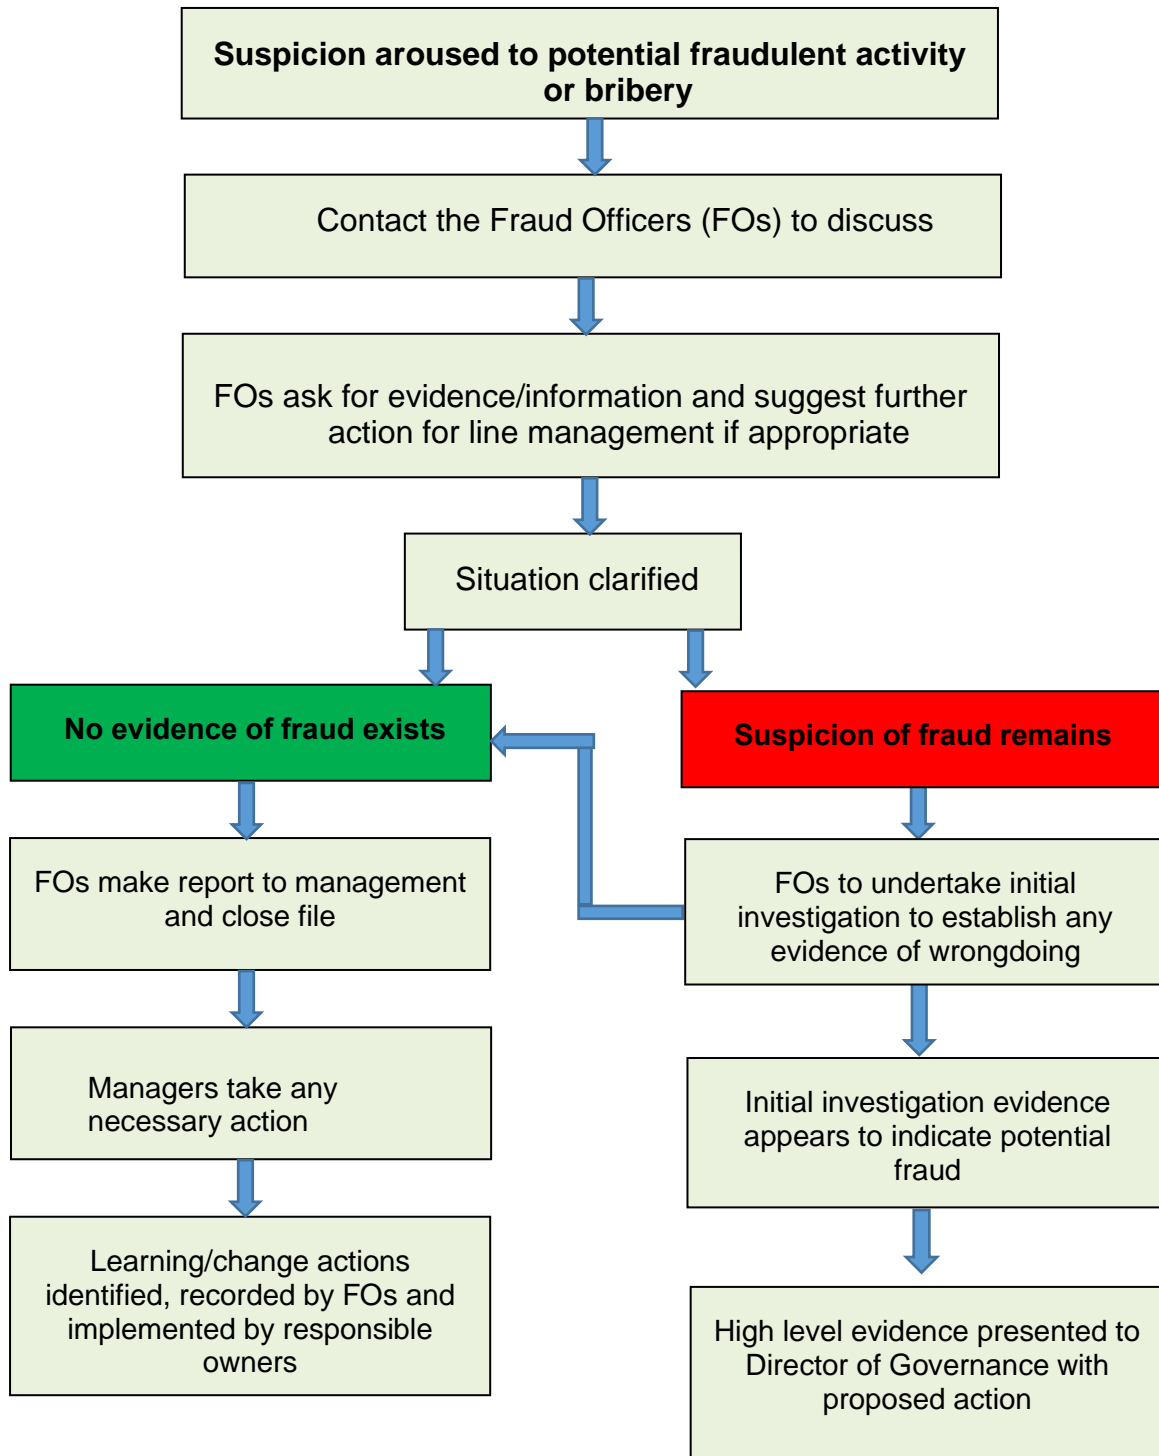 Suspicion aroused to potential fraudulent activity
or bribery
Contact the Fraud Officers (FOs) to discuss
FOs ask for evidence/information and suggest further
action for line management if appropriate
Situation clarified
No evidence of fraud exists
Suspicion of fraud remains
FOs make report to management
and close file
FOs to undertake initial
investigation to establish any
evidence of wrongdoing
Managers take any
necessary action
Initial investigation evidence
appears to indicate potential
fraud
Learning/change actions
identified, recorded by FOs and
implemented by responsible
owners
High level evidence presented to
Director of Governance with
proposed action